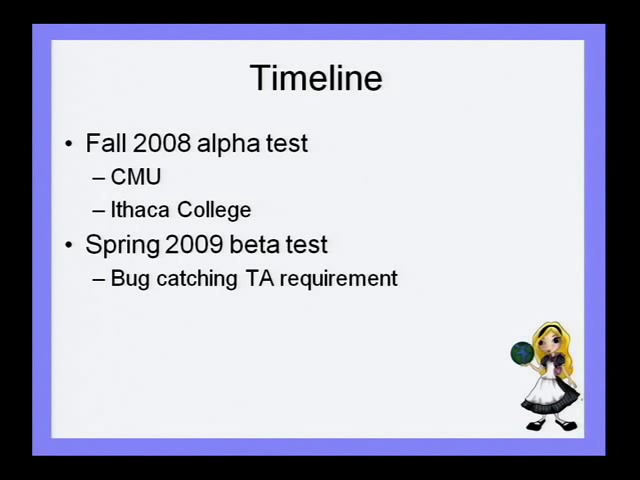 Timeline
• Fall 2008 alpha test
– CMU
– Ithaca College
• Spring 2009 beta test
– Bug catching TA requirement